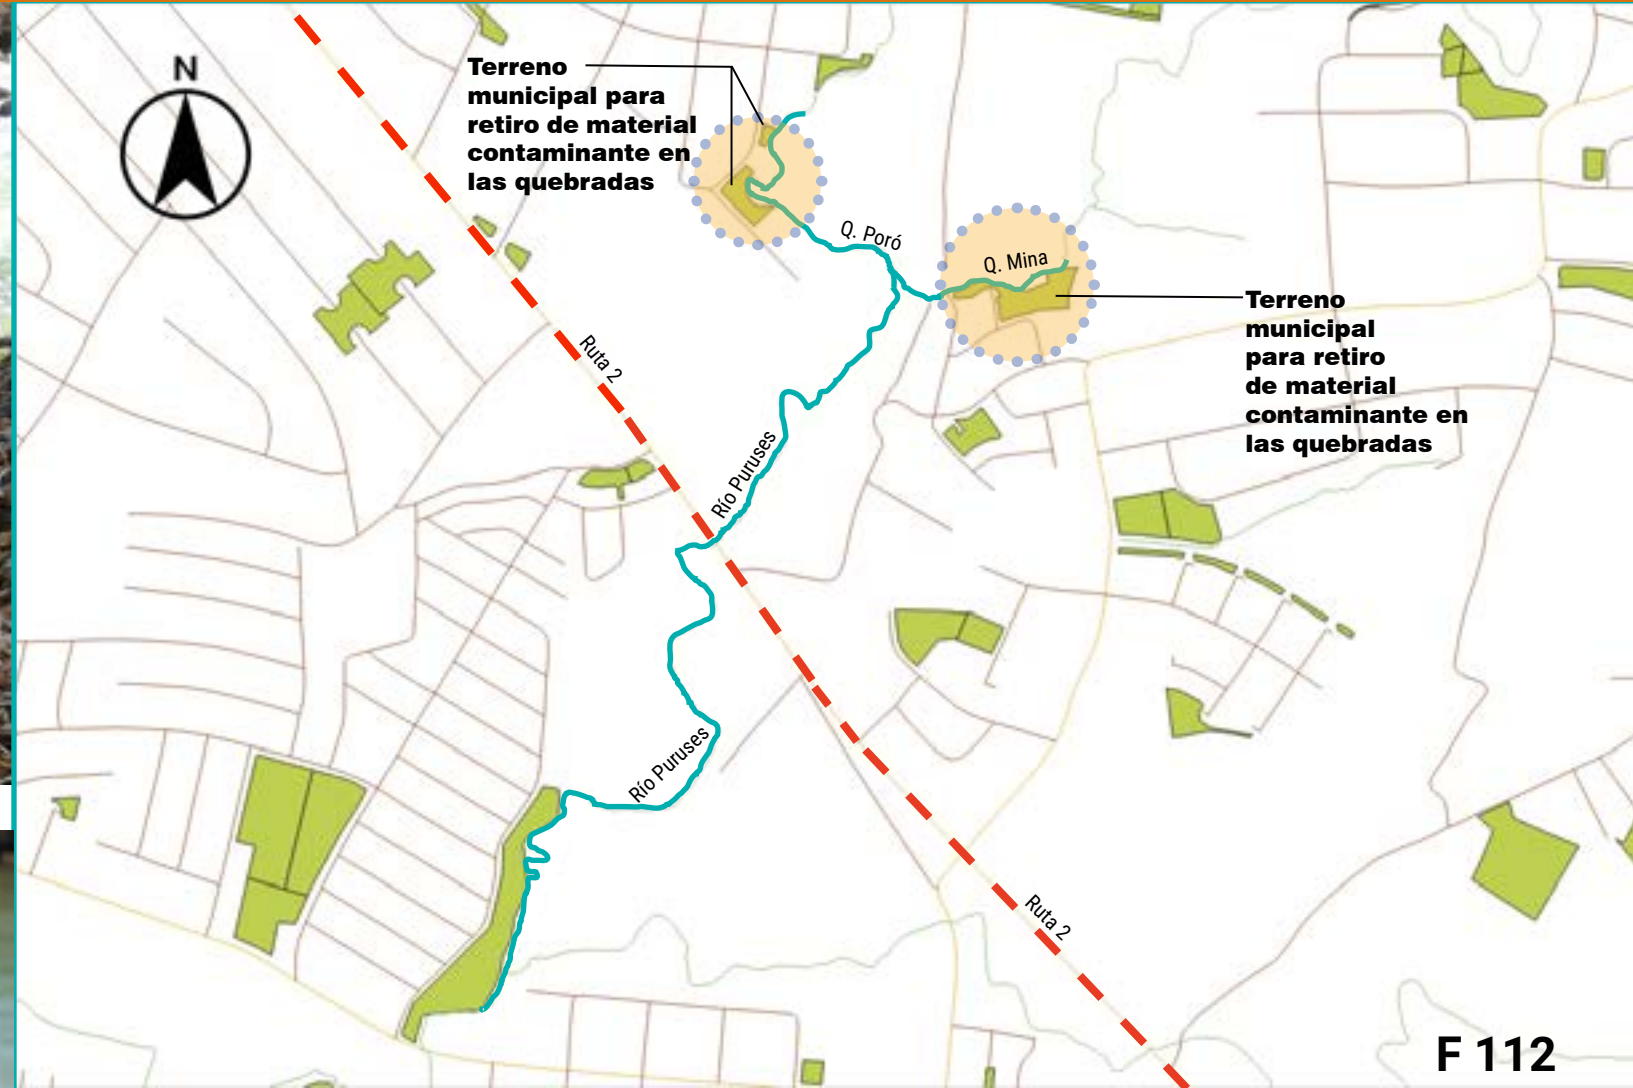 N
Terreno
municipal para
retiro de material
contaminante en
las quebradas
Q. Poró
Q. Mina
Terreno
municipal
para retiro
de material
contaminante en
las quebradas
Ruta 2
Río Puruses
Río Puruses
Ruta 2
F 112